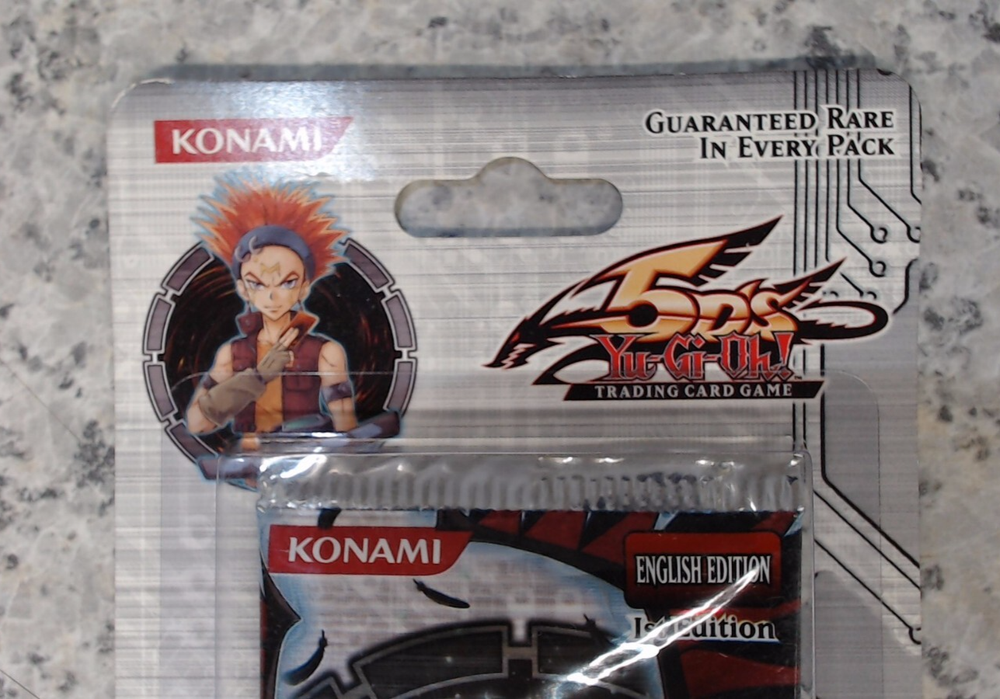 KONAMI
GUARANTEED RARE
IN EVERY PACK
5D's
Yu-Gi-Oh!
TRADING CARD GAME
KONAMI
ENGLISH EDITION
1st Edition